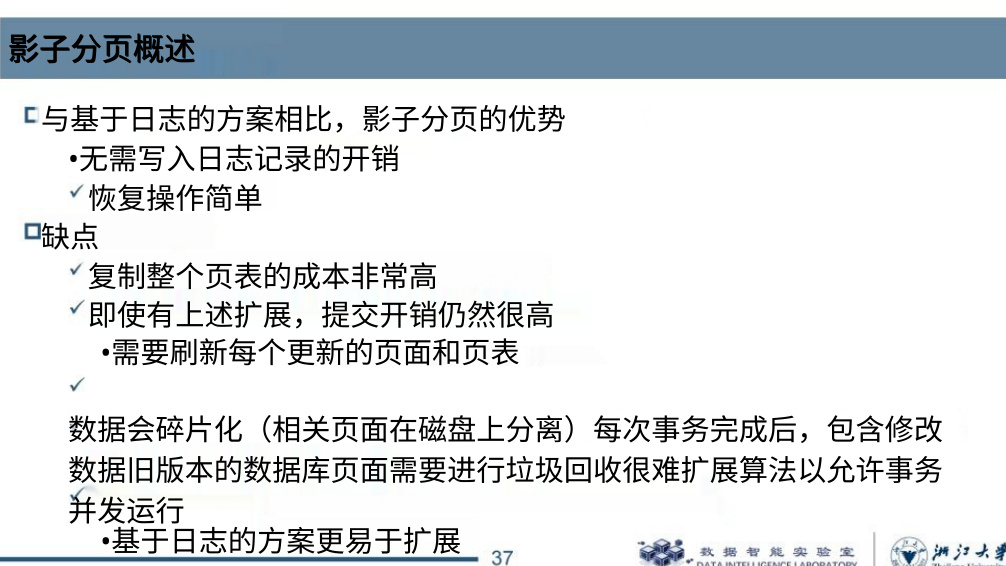 影子分页概述
与基于日志的方案相比，影子分页的优势
•无需写入日志记录的开销
✓恢复操作简单
缺点
✓复制整个页表的成本非常高
✓即使有上述扩展，提交开销仍然很高
•需要刷新每个更新的页面和页表
✓
数据会碎片化（相关页面在磁盘上分离）每次事务完成后，包含修改
数据旧版本的数据库页面需要进行垃圾回收很难扩展算法以允许事务
✓
并发运行
•基于日志的方案更易于扩展
37
数据智能实验室
DATA INTELLIGENCE LABORATORY
浙江大学